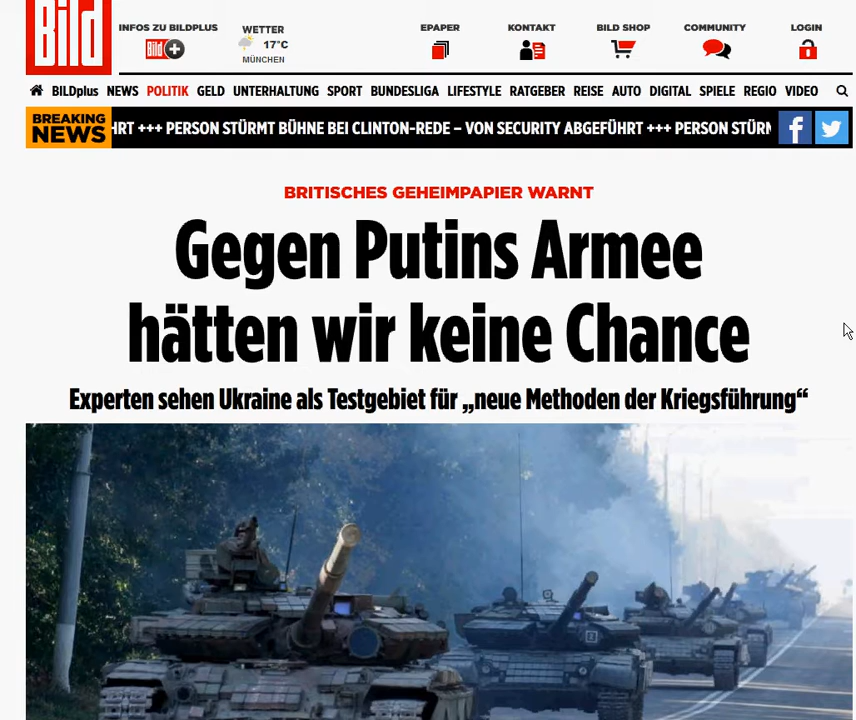 Bild
INFOS ZU BILDPLUS
Bild
WETTER
17°C
MÜNCHEN
EPAPER
KONTAKT
BILD SHOP
COMMUNITY
LOGIN
BILDplus NEWS POLITIK GELD UNTERHALTUNG SPORT BUNDESLIGA LIFESTYLE RATGEBER REISE AUTO DIGITAL SPIELE REGIO VIDEO
BREAKING
NEWS
HRT +++ PERSON STÜRMT BÜHNE BEI CLINTON-REDE – VON SECURITY ABGEFÜHRT +++ PERSON STÜRM
BRITISCHES GEHEIMPAPIER WARNT
Gegen Putins Armee
hätten wir keine Chance
Experten sehen Ukraine als Testgebiet für „neue Methoden der Kriegsführung“